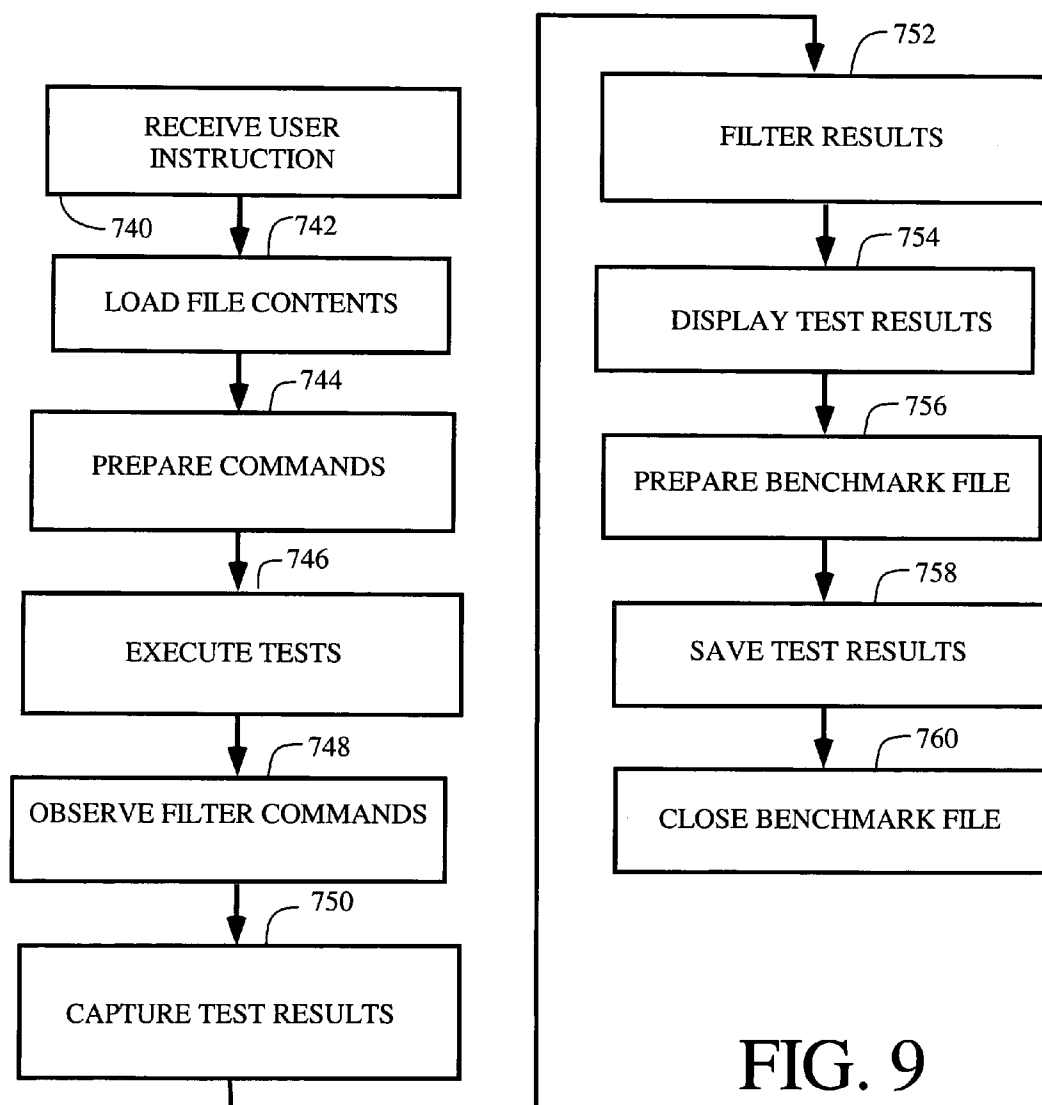 RECEIVE USER
INSTRUCTION
740
742
LOAD FILE CONTENTS
744
PREPARE COMMANDS
746
EXECUTE TESTS
748
OBSERVE FILTER COMMANDS
750
CAPTURE TEST RESULTS
752
FILTER RESULTS
754
DISPLAY TEST RESULTS
756
PREPARE BENCHMARK FILE
758
SAVE TEST RESULTS
760
CLOSE BENCHMARK FILE
FIG. 9